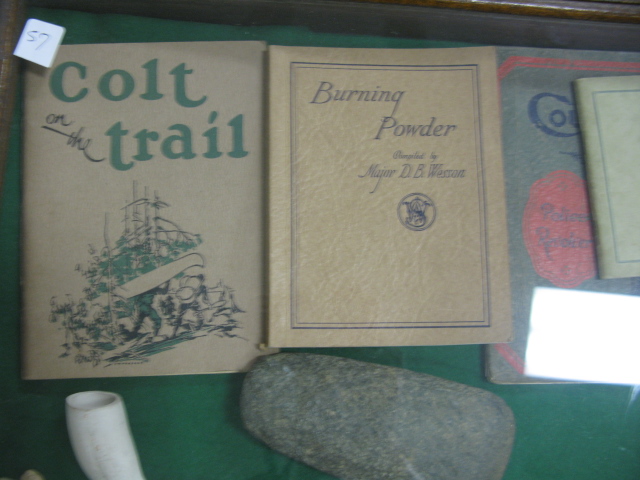 57
Colt
on the
trail
Burning
Powder
Compiled by
Major D. B. Wesson